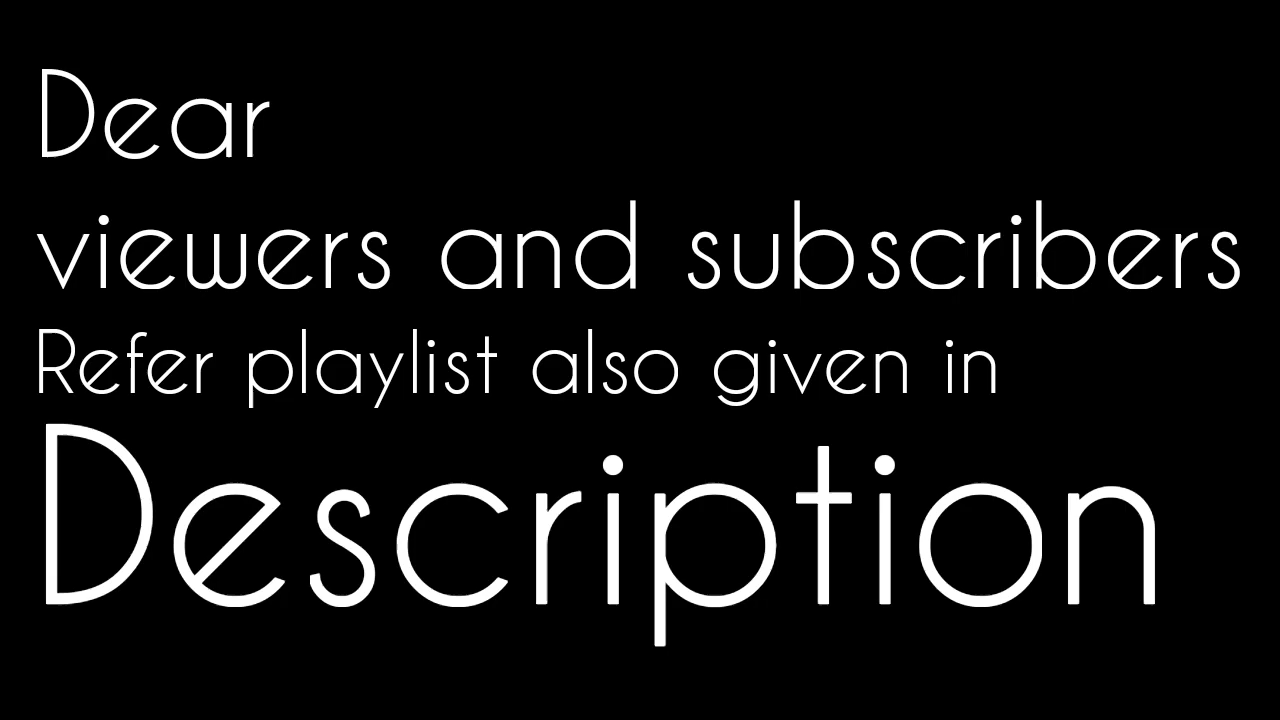 Dear
viewers and subscribers
Refer playlist also given in
Description